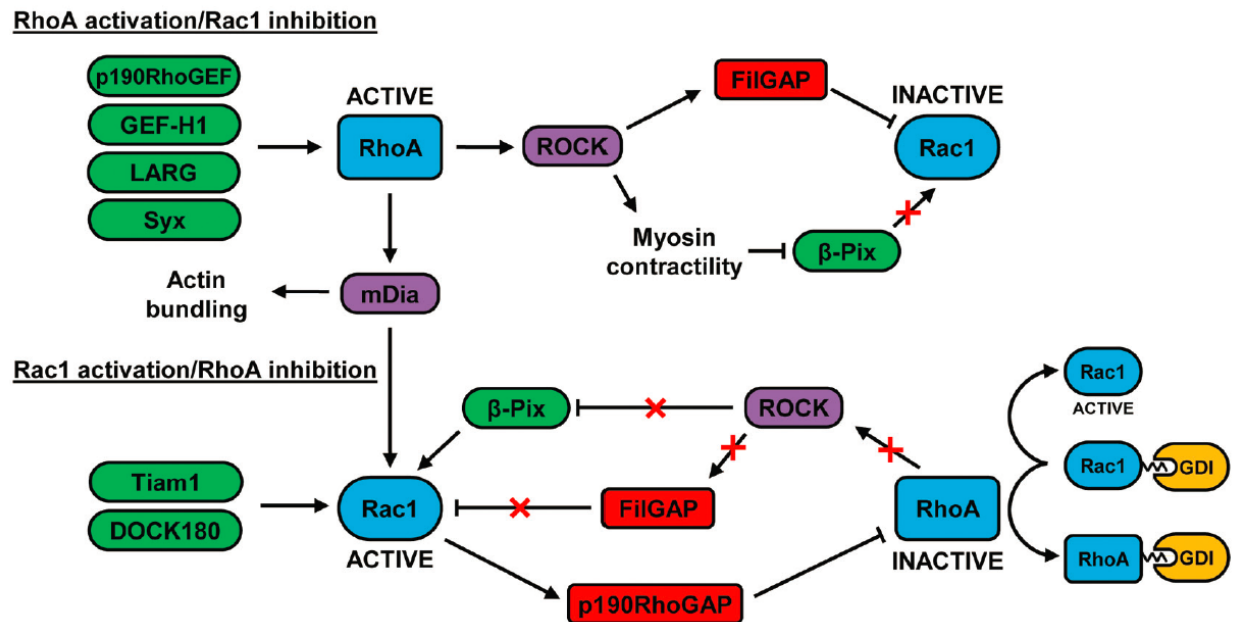 RhoA activation/Rac1 inhibition
p190RhoGEF
GEF-H1
LARG
Syx
ACTIVE
RhoA
ROCK
FilGAP
INACTIVE
Rac1
Myosin
contractility
β-Pix
Actin
bundling
mDia
Rac1 activation/RhoA inhibition
β-Pix
ROCK
Tiam1
DOCK180
Rac1
ACTIVE
FilGAP
RhoA
INACTIVE
p190RhoGAP
Rac1
ACTIVE
Rac1
GDI
RhoA
GDI